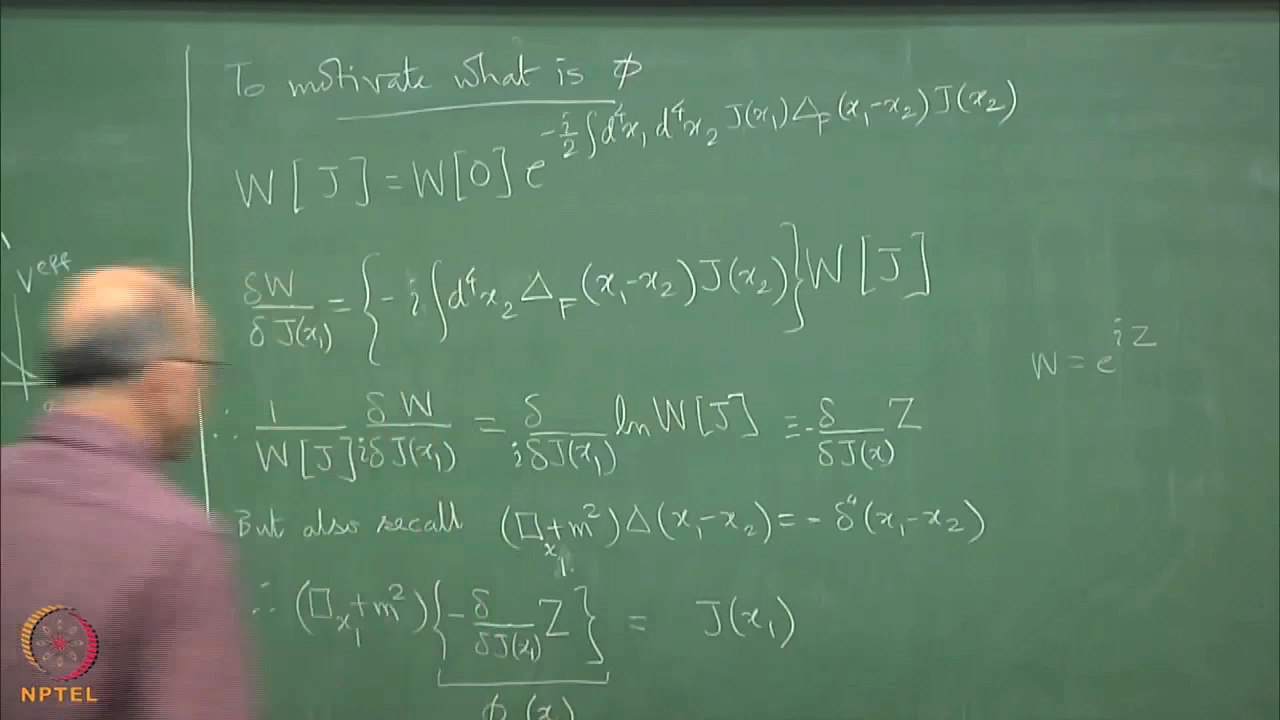 To motivate what is ϕ
W[J] = W[0] e^{-i/2 ∫d⁴x₁ d⁴x₂ J(x₁) Δ_F(x₁-x₂) J(x₂)}
V^eff
δW/δJ(x₁) = { -i ∫d⁴x₂ Δ_F(x₁-x₂) J(x₂) } W[J]
W = e^{iZ}
∴ 1/W[J] δW/iδJ(x₁) = δ/iδJ(x₁) ln W[J] ≡ -δ/δJ(x) Z
But also recall (□_{x₁}+m²) Δ(x₁-x₂) = - δ⁴(x₁-x₂)
∴ (□_{x₁}+m²) { -δ/δJ(x₁) Z } = J(x₁)
ϕ (x)
NPTEL